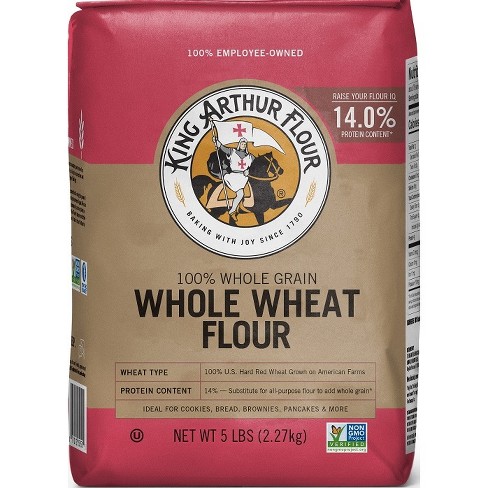 100% EMPLOYEE-OWNED
RAISE YOUR FLOUR IQ
14.0%
PROTEIN CONTENT*
KING ARTHUR FLOUR
®
BAKING WITH JOY SINCE 1790
100% WHOLE GRAIN
WHOLE WHEAT
FLOUR
WHEAT TYPE 100% U.S. Hard Red Wheat Grown on American Farms
PROTEIN CONTENT 14% — Substitute for all-purpose flour to add whole grain*
IDEAL FOR COOKIES, BREAD, BROWNIES, PANCAKES & MORE
U
NET WT 5 LBS (2.27kg)
NON
GMO
Project
VERIFIED
nongmoproject.org